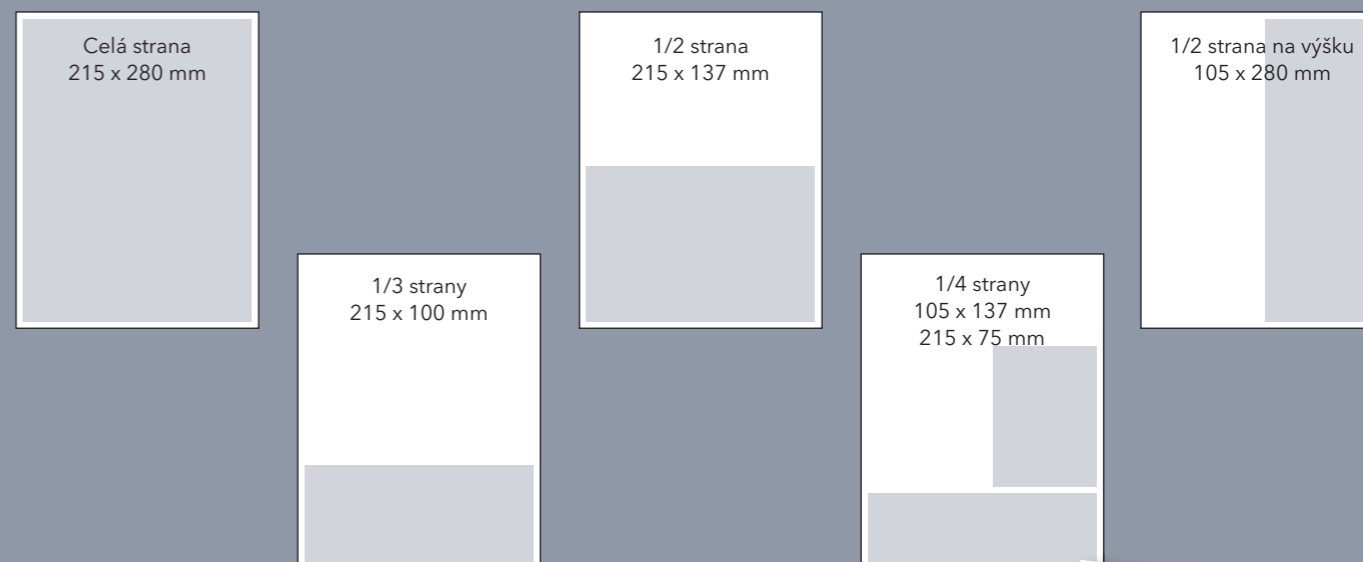 Celá strana
215 x 280 mm
1/2 strana
215 x 137 mm
1/2 strana na výšku
105 x 280 mm
1/3 strany
215 x 100 mm
1/4 strany
105 x 137 mm
215 x 75 mm